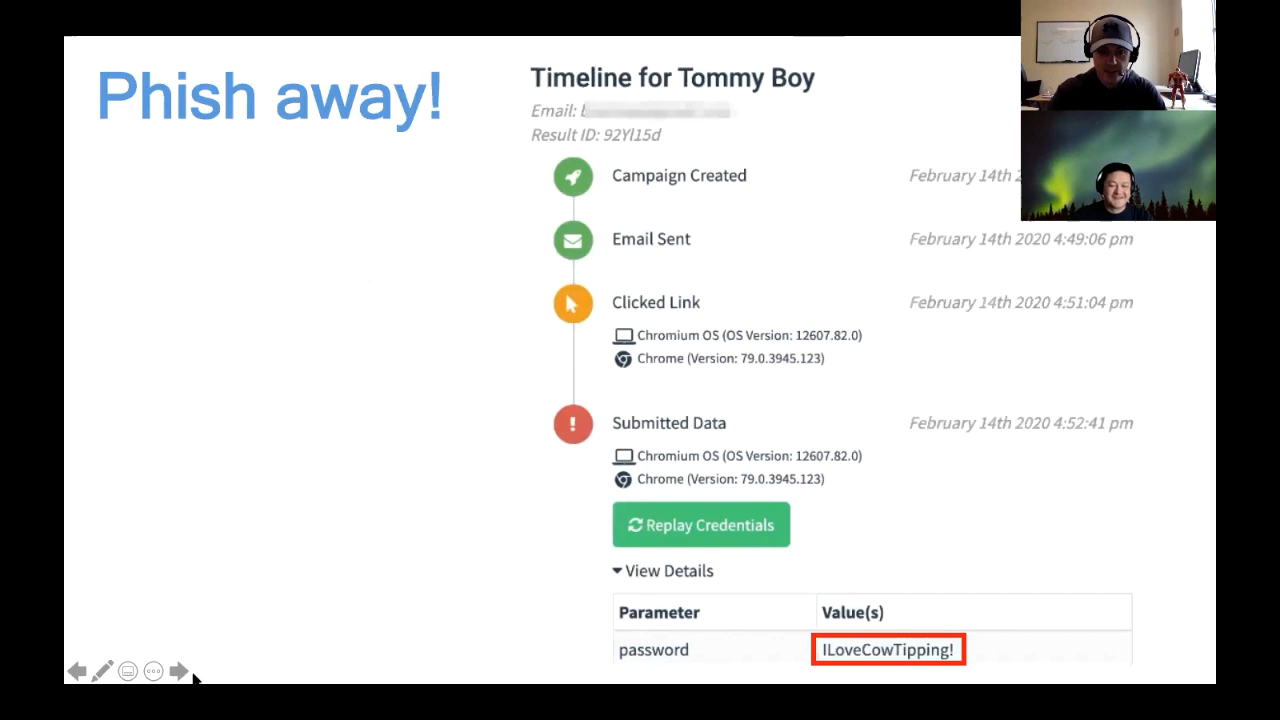 Phish away!
Timeline for Tommy Boy
Email:
Result ID: 92Yl15d
Campaign Created February 14th
Email Sent February 14th 2020 4:49:06 pm
Clicked Link February 14th 2020 4:51:04 pm
Chromium OS (OS Version: 12607.82.0)
Chrome (Version: 79.0.3945.123)
Submitted Data February 14th 2020 4:52:41 pm
Chromium OS (OS Version: 12607.82.0)
Chrome (Version: 79.0.3945.123)
Replay Credentials
View Details
Parameter Value(s)
password ILoveCowTipping!